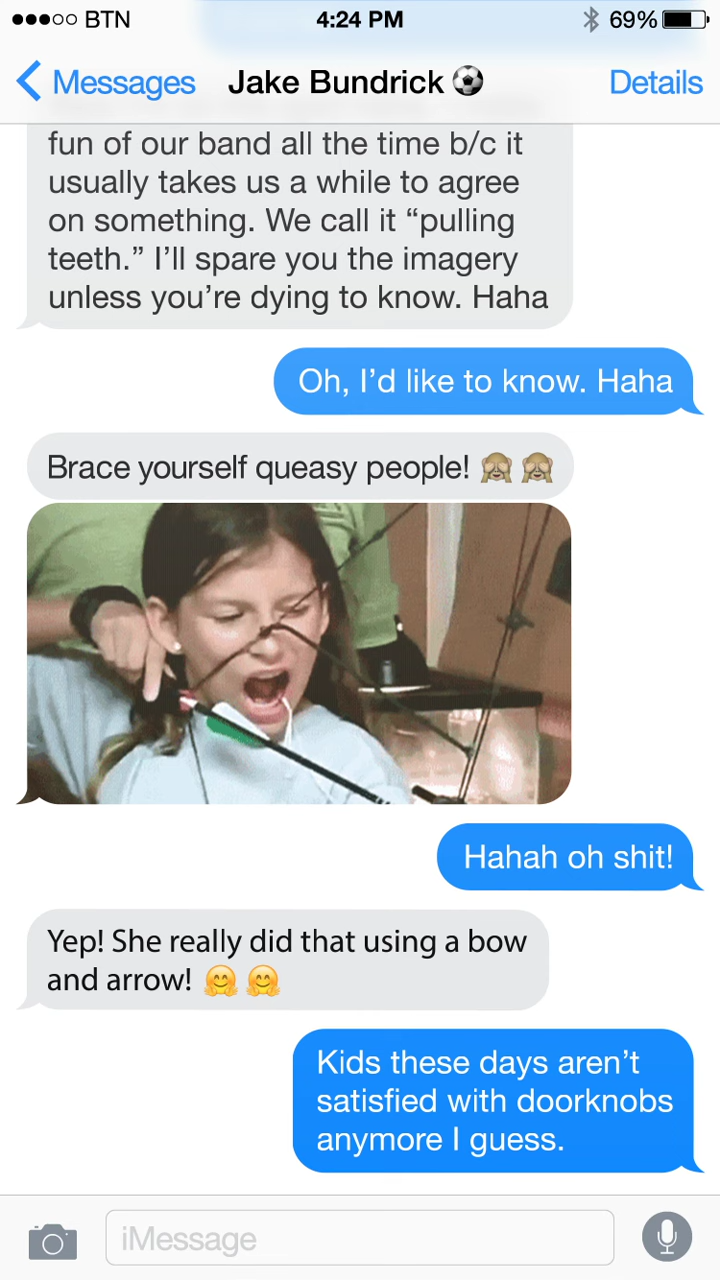 BTN
4:24 PM
69%
Messages
Jake Bundrick ⚽
Details
fun of our band all the time b/c it
usually takes us a while to agree
on something. We call it “pulling
teeth.” I’ll spare you the imagery
unless you’re dying to know. Haha
Oh, I’d like to know. Haha
Brace yourself queasy people! 🙈 🙈
Hahah oh shit!
Yep! She really did that using a bow
and arrow! 🤗 🤗
Kids these days aren’t
satisfied with doorknobs
anymore I guess.
iMessage